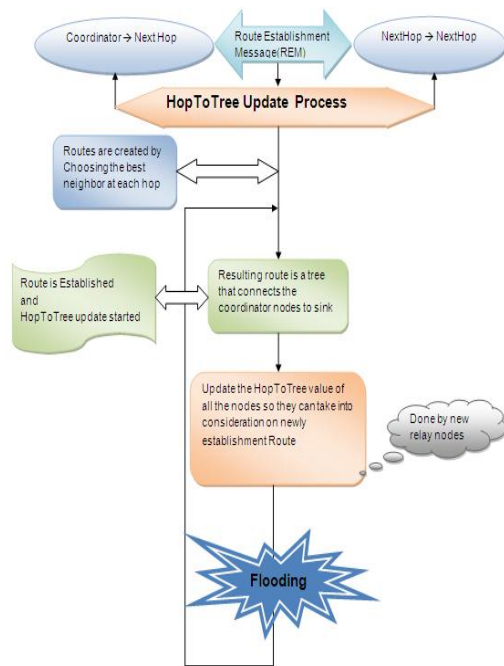 Coordinator → Next Hop
Route Establishment
Message(REM)
NextHop → NextHop
HopToTree Update Process
Routes are created by
Choosing the best
neighbor at each hop
Route is Established
and
HopToTree update started
Resulting route is a tree
that connects the
coordinator nodes to sink
Update the HopToTree value of
all the nodes so they can take into
consideration on newly
establishment Route
Done by new
relay nodes
Flooding